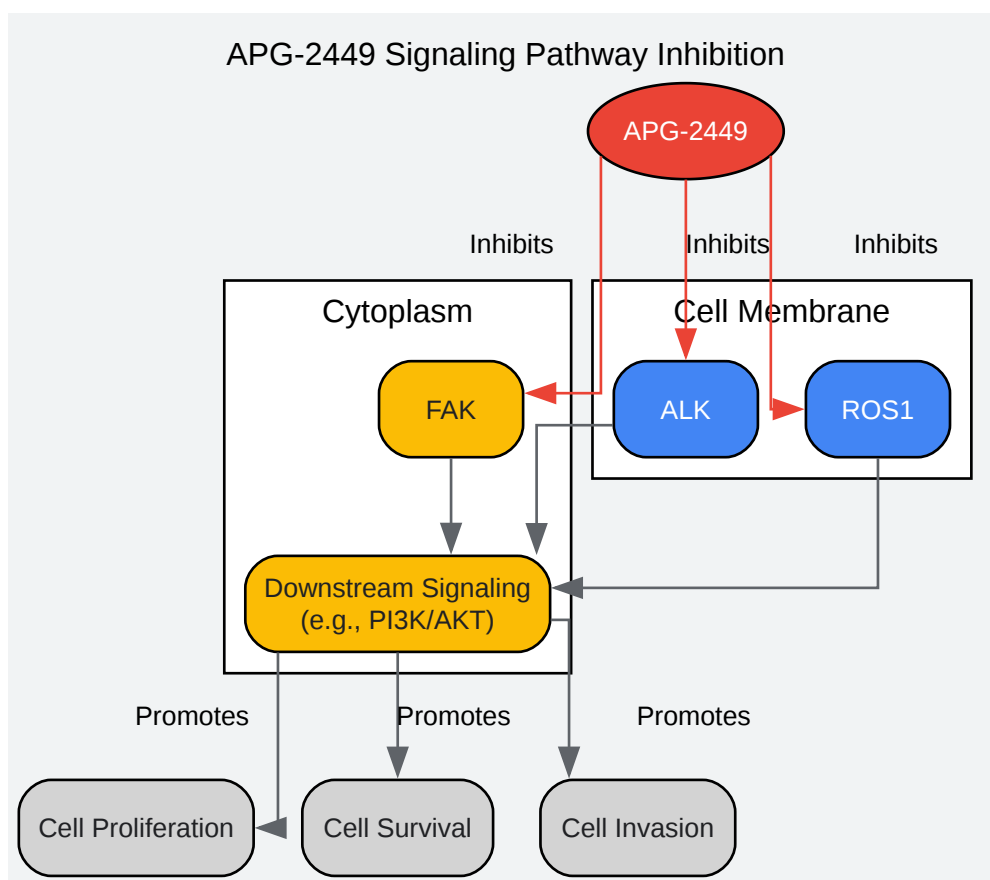 APG-2449 Signaling Pathway Inhibition
APG-2449
Inhibits
Inhibits
Inhibits
Cytoplasm
Cell Membrane
FAK
ALK
ROS1
Downstream Signaling
(e.g., PI3K/AKT)
Promotes
Promotes
Promotes
Cell Proliferation
Cell Survival
Cell Invasion